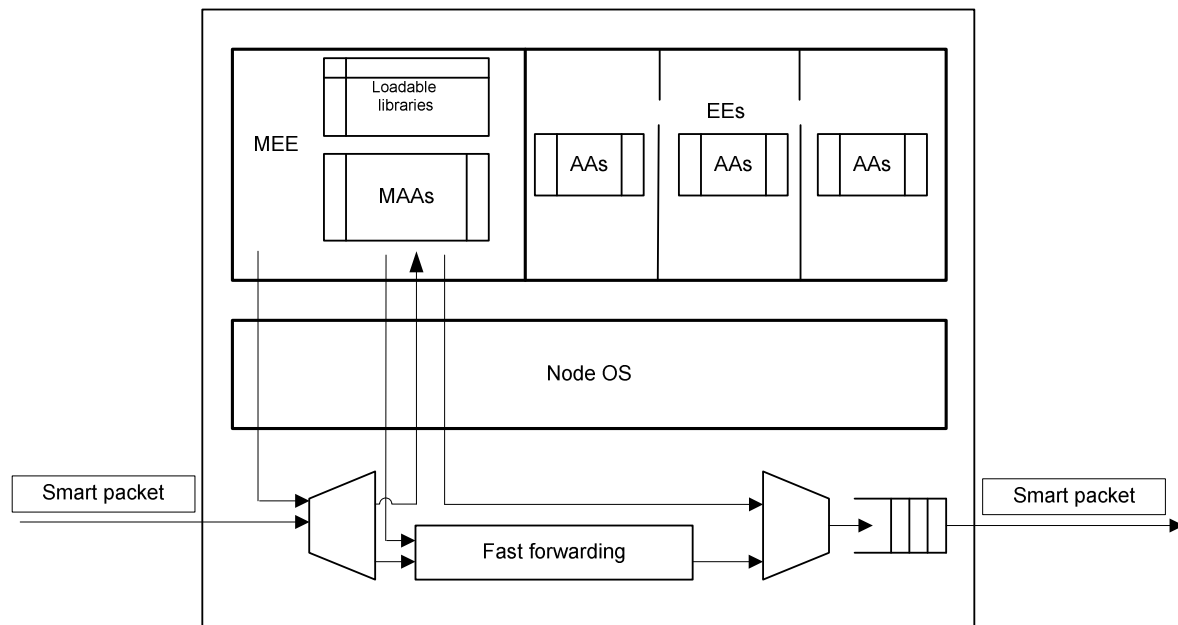 Loadable
libraries
MEE
MAAs
EEs
AAs
AAs
AAs
Node OS
Smart packet
Fast forwarding
Smart packet